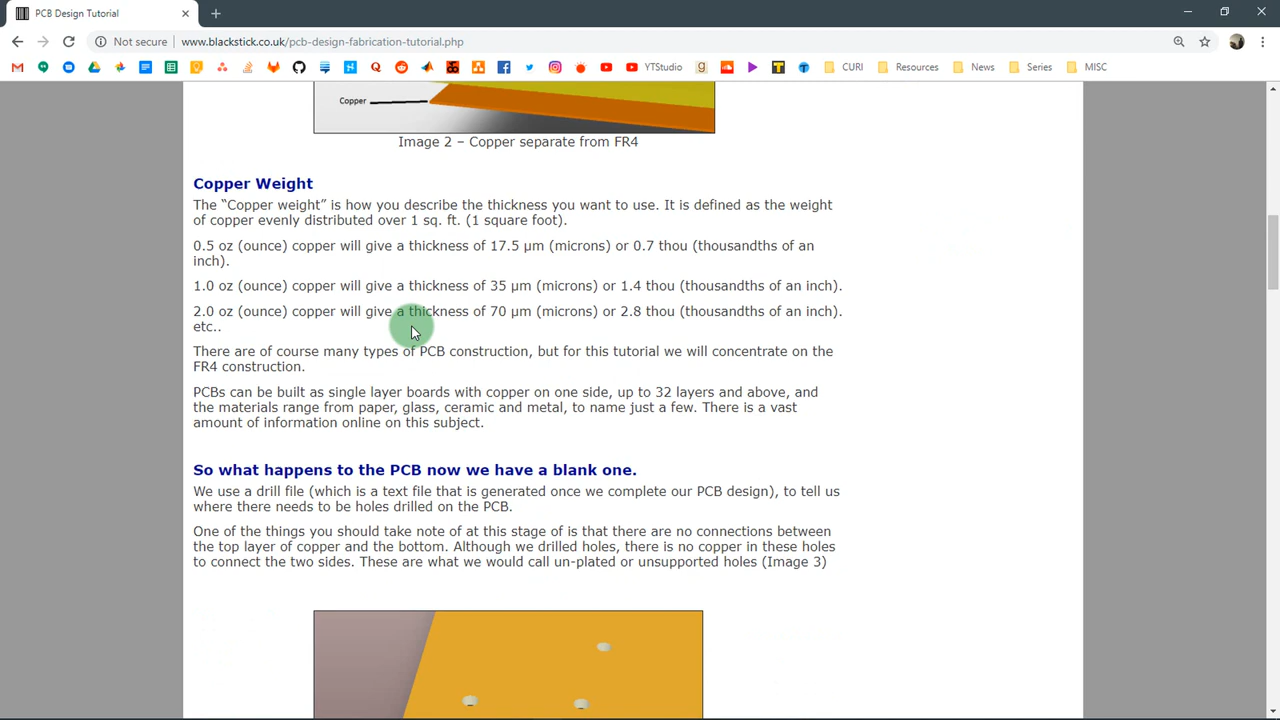 PCB Design Tutorial
Not secure
www.blackstick.co.uk/pcb-design-fabrication-tutorial.php
YTStudio
CURI
Resources
News
Series
MISC
Copper
Image 2 – Copper separate from FR4
Copper Weight
The “Copper weight” is how you describe the thickness you want to use. It is defined as the weight
of copper evenly distributed over 1 sq. ft. (1 square foot).
0.5 oz (ounce) copper will give a thickness of 17.5 µm (microns) or 0.7 thou (thousandths of an
inch).
1.0 oz (ounce) copper will give a thickness of 35 µm (microns) or 1.4 thou (thousandths of an inch).
2.0 oz (ounce) copper will give a thickness of 70 µm (microns) or 2.8 thou (thousandths of an inch).
etc..
There are of course many types of PCB construction, but for this tutorial we will concentrate on the
FR4 construction.
PCBs can be built as single layer boards with copper on one side, up to 32 layers and above, and
the materials range from paper, glass, ceramic and metal, to name just a few. There is a vast
amount of information online on this subject.
So what happens to the PCB now we have a blank one.
We use a drill file (which is a text file that is generated once we complete our PCB design), to tell us
where there needs to be holes drilled on the PCB.
One of the things you should take note of at this stage of is that there are no connections between
the top layer of copper and the bottom. Although we drilled holes, there is no copper in these holes
to connect the two sides. These are what we would call un-plated or unsupported holes (Image 3)